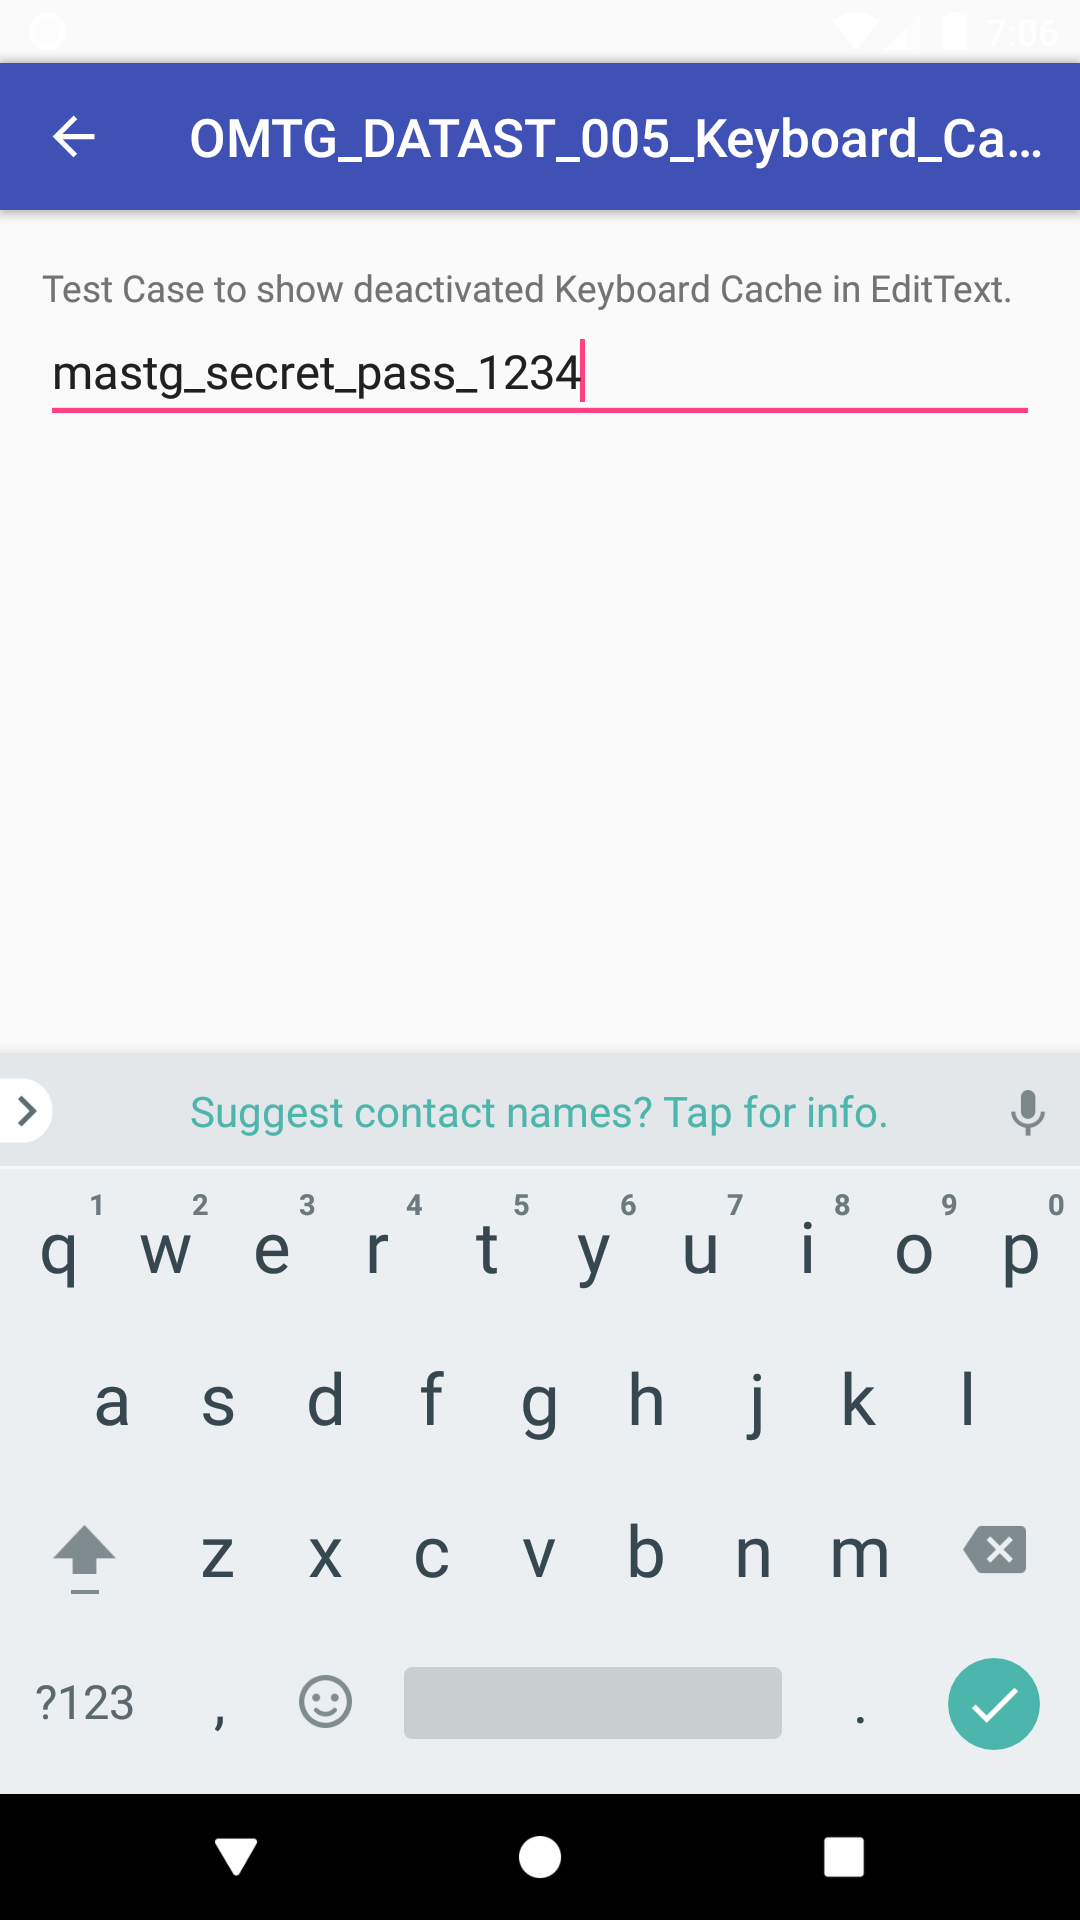 7:06
OMTG_DATAST_005_Keyboard_Ca...
Test Case to show deactivated Keyboard Cache in EditText.
mastg_secret_pass_1234
Suggest contact names? Tap for info.
1 2 3 4 5 6 7 8 9 0
q w e r t y u i o p
a s d f g h j k l
z x c v b n m
?123 , .